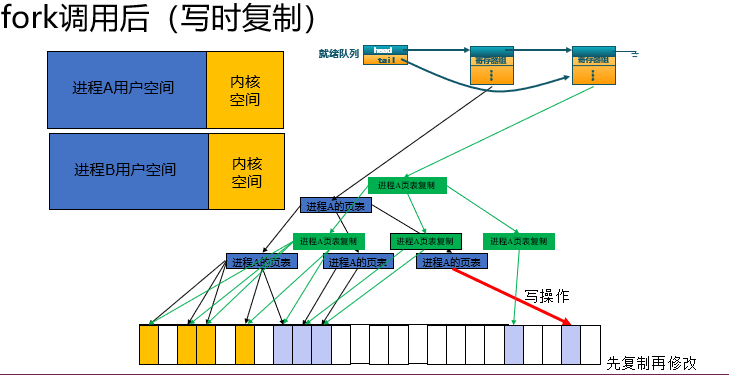 fork调用后（写时复制）
就绪队列
head
tail
寄存器组
寄存器组
进程A用户空间
内核
空间
进程B用户空间
内核
空间
进程A页表复制
进程A的页表
进程A页表复制
进程A页表复制
进程A页表复制
进程A的页表
进程A的页表
进程A的页表
写操作
先复制再修改